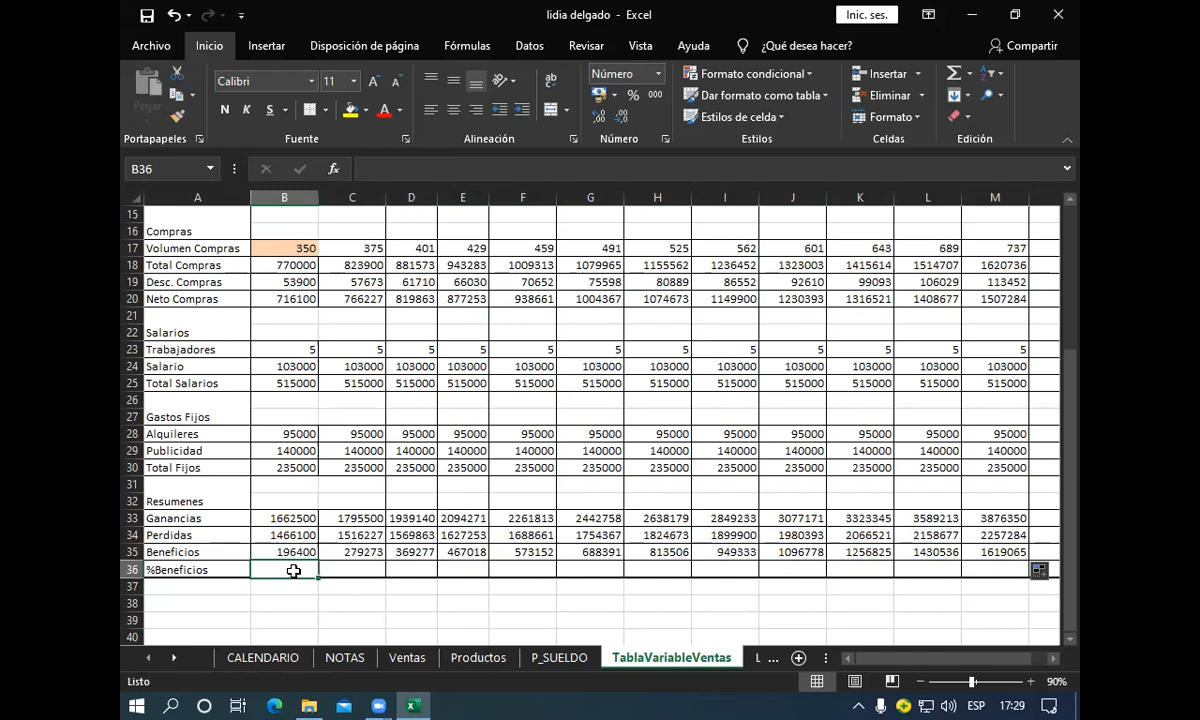 lidia delgado - Excel
Inic. ses.
Archivo Inicio Insertar Disposición de página Fórmulas Datos Revisar Vista Ayuda ¿Qué desea hacer? Compartir
Pegar
Calibri 11
N K S
ab
Número
% 000
Formato condicional
Dar formato como tabla
Estilos de celda
Insertar
Eliminar
Formato
Portapapeles Fuente Alineación Número Estilos Celdas Edición
B36 fx
A B C D E F G H I J K L M
15
16 Compras
17 Volumen Compras 350 375 401 429 459 491 525 562 601 643 689 737
18 Total Compras 770000 823900 881573 943283 1009313 1079965 1155562 1236452 1323003 1415614 1514707 1620736
19 Desc. Compras 53900 57673 61710 66030 70652 75598 80889 86552 92610 99093 106029 113452
20 Neto Compras 716100 766227 819863 877253 938661 1004367 1074673 1149900 1230393 1316521 1408677 1507284
21
22 Salarios
23 Trabajadores 5 5 5 5 5 5 5 5 5 5 5 5
24 Salario 103000 103000 103000 103000 103000 103000 103000 103000 103000 103000 103000 103000
25 Total Salarios 515000 515000 515000 515000 515000 515000 515000 515000 515000 515000 515000 515000
26
27 Gastos Fijos
28 Alquileres 95000 95000 95000 95000 95000 95000 95000 95000 95000 95000 95000 95000
29 Publicidad 140000 140000 140000 140000 140000 140000 140000 140000 140000 140000 140000 140000
30 Total Fijos 235000 235000 235000 235000 235000 235000 235000 235000 235000 235000 235000 235000
31
32 Resumenes
33 Ganancias 1662500 1795500 1939140 2094271 2261813 2442758 2638179 2849233 3077171 3323345 3589213 3876350
34 Perdidas 1466100 1516227 1569863 1627253 1688661 1754367 1824673 1899900 1980393 2066521 2158677 2257284
35 Beneficios 196400 279273 369277 467018 573152 688391 813506 949333 1096778 1256825 1430536 1619065
36 %Beneficios
37
38
39
40
CALENDARIO NOTAS Ventas Productos P_SUELDO TablaVariableVentas L ...
Listo 90%
ESP 17:29